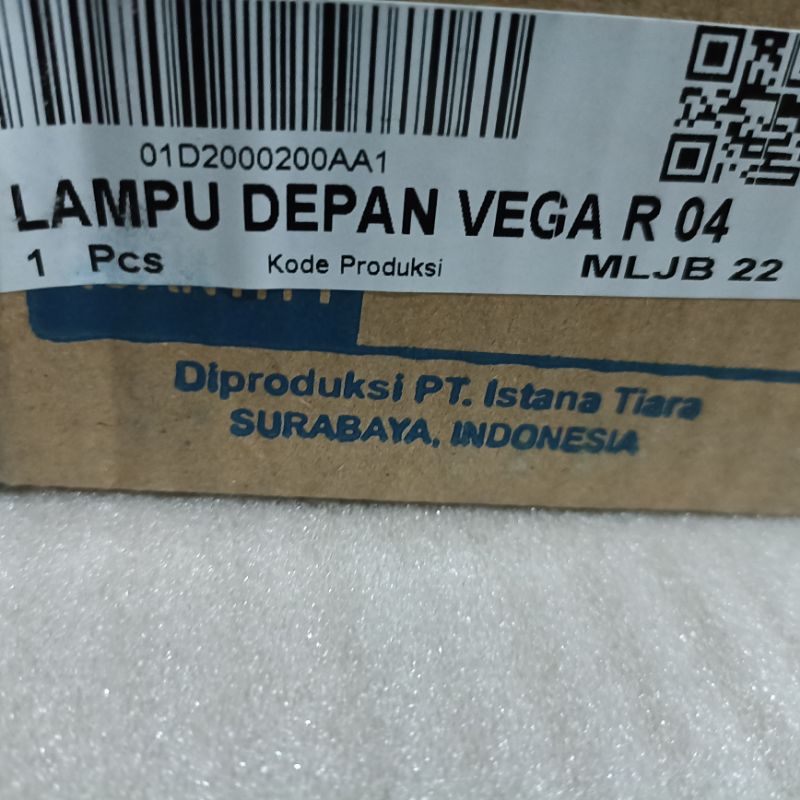 01D2000200AA1
LAMPU DEPAN VEGA R 04
1 Pcs Kode Produksi MLJB 22
Diproduksi PT. Istana Tiara
SURABAYA, INDONESIA